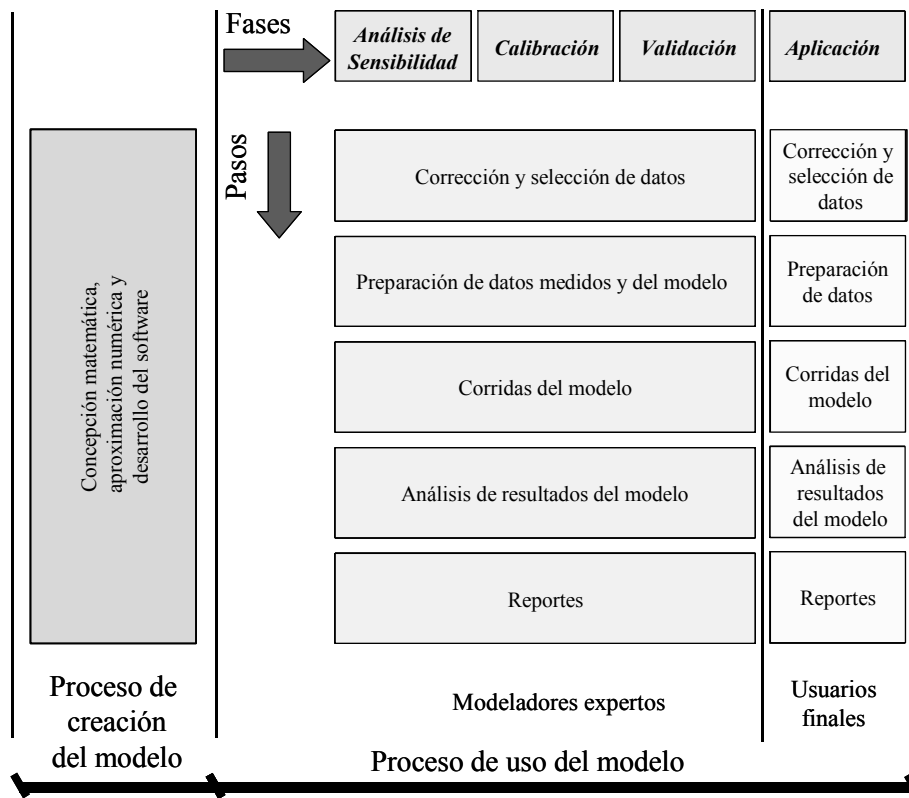 Fases
Análisis de
Sensibilidad
Calibración
Validación
Aplicación
Pasos
Concepción matemática,
aproximación numérica y
desarrollo del software
Corrección y selección de datos
Corrección y
selección de
datos
Preparación de datos medidos y del modelo
Preparación
de datos
Corridas del modelo
Corridas del
modelo
Análisis de resultados del modelo
Análisis de
resultados
del modelo
Reportes
Reportes
Proceso de
creación
del modelo
Modeladores expertos
Usuarios
finales
Proceso de uso del modelo